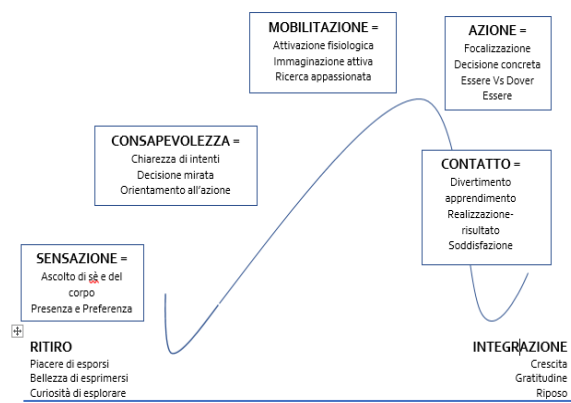 MOBILITAZIONE =
Attivazione fisiologica
Immaginazione attiva
Ricerca appassionata
AZIONE =
Focalizzazione
Decisione concreta
Essere Vs Dover
Essere
CONSAPEVOLEZZA =
Chiarezza di intenti
Decisione mirata
Orientamento all'azione
CONTATTO =
Divertimento
apprendimento
Realizzazione-
risultato
Soddisfazione
SENSAZIONE =
Ascolto di sè e del
corpo
Presenza e Preferenza
RITIRO
Piacere di esporsi
Bellezza di esprimersi
Curiosità di esplorare
INTEGRAZIONE
Crescita
Gratitudine
Riposo